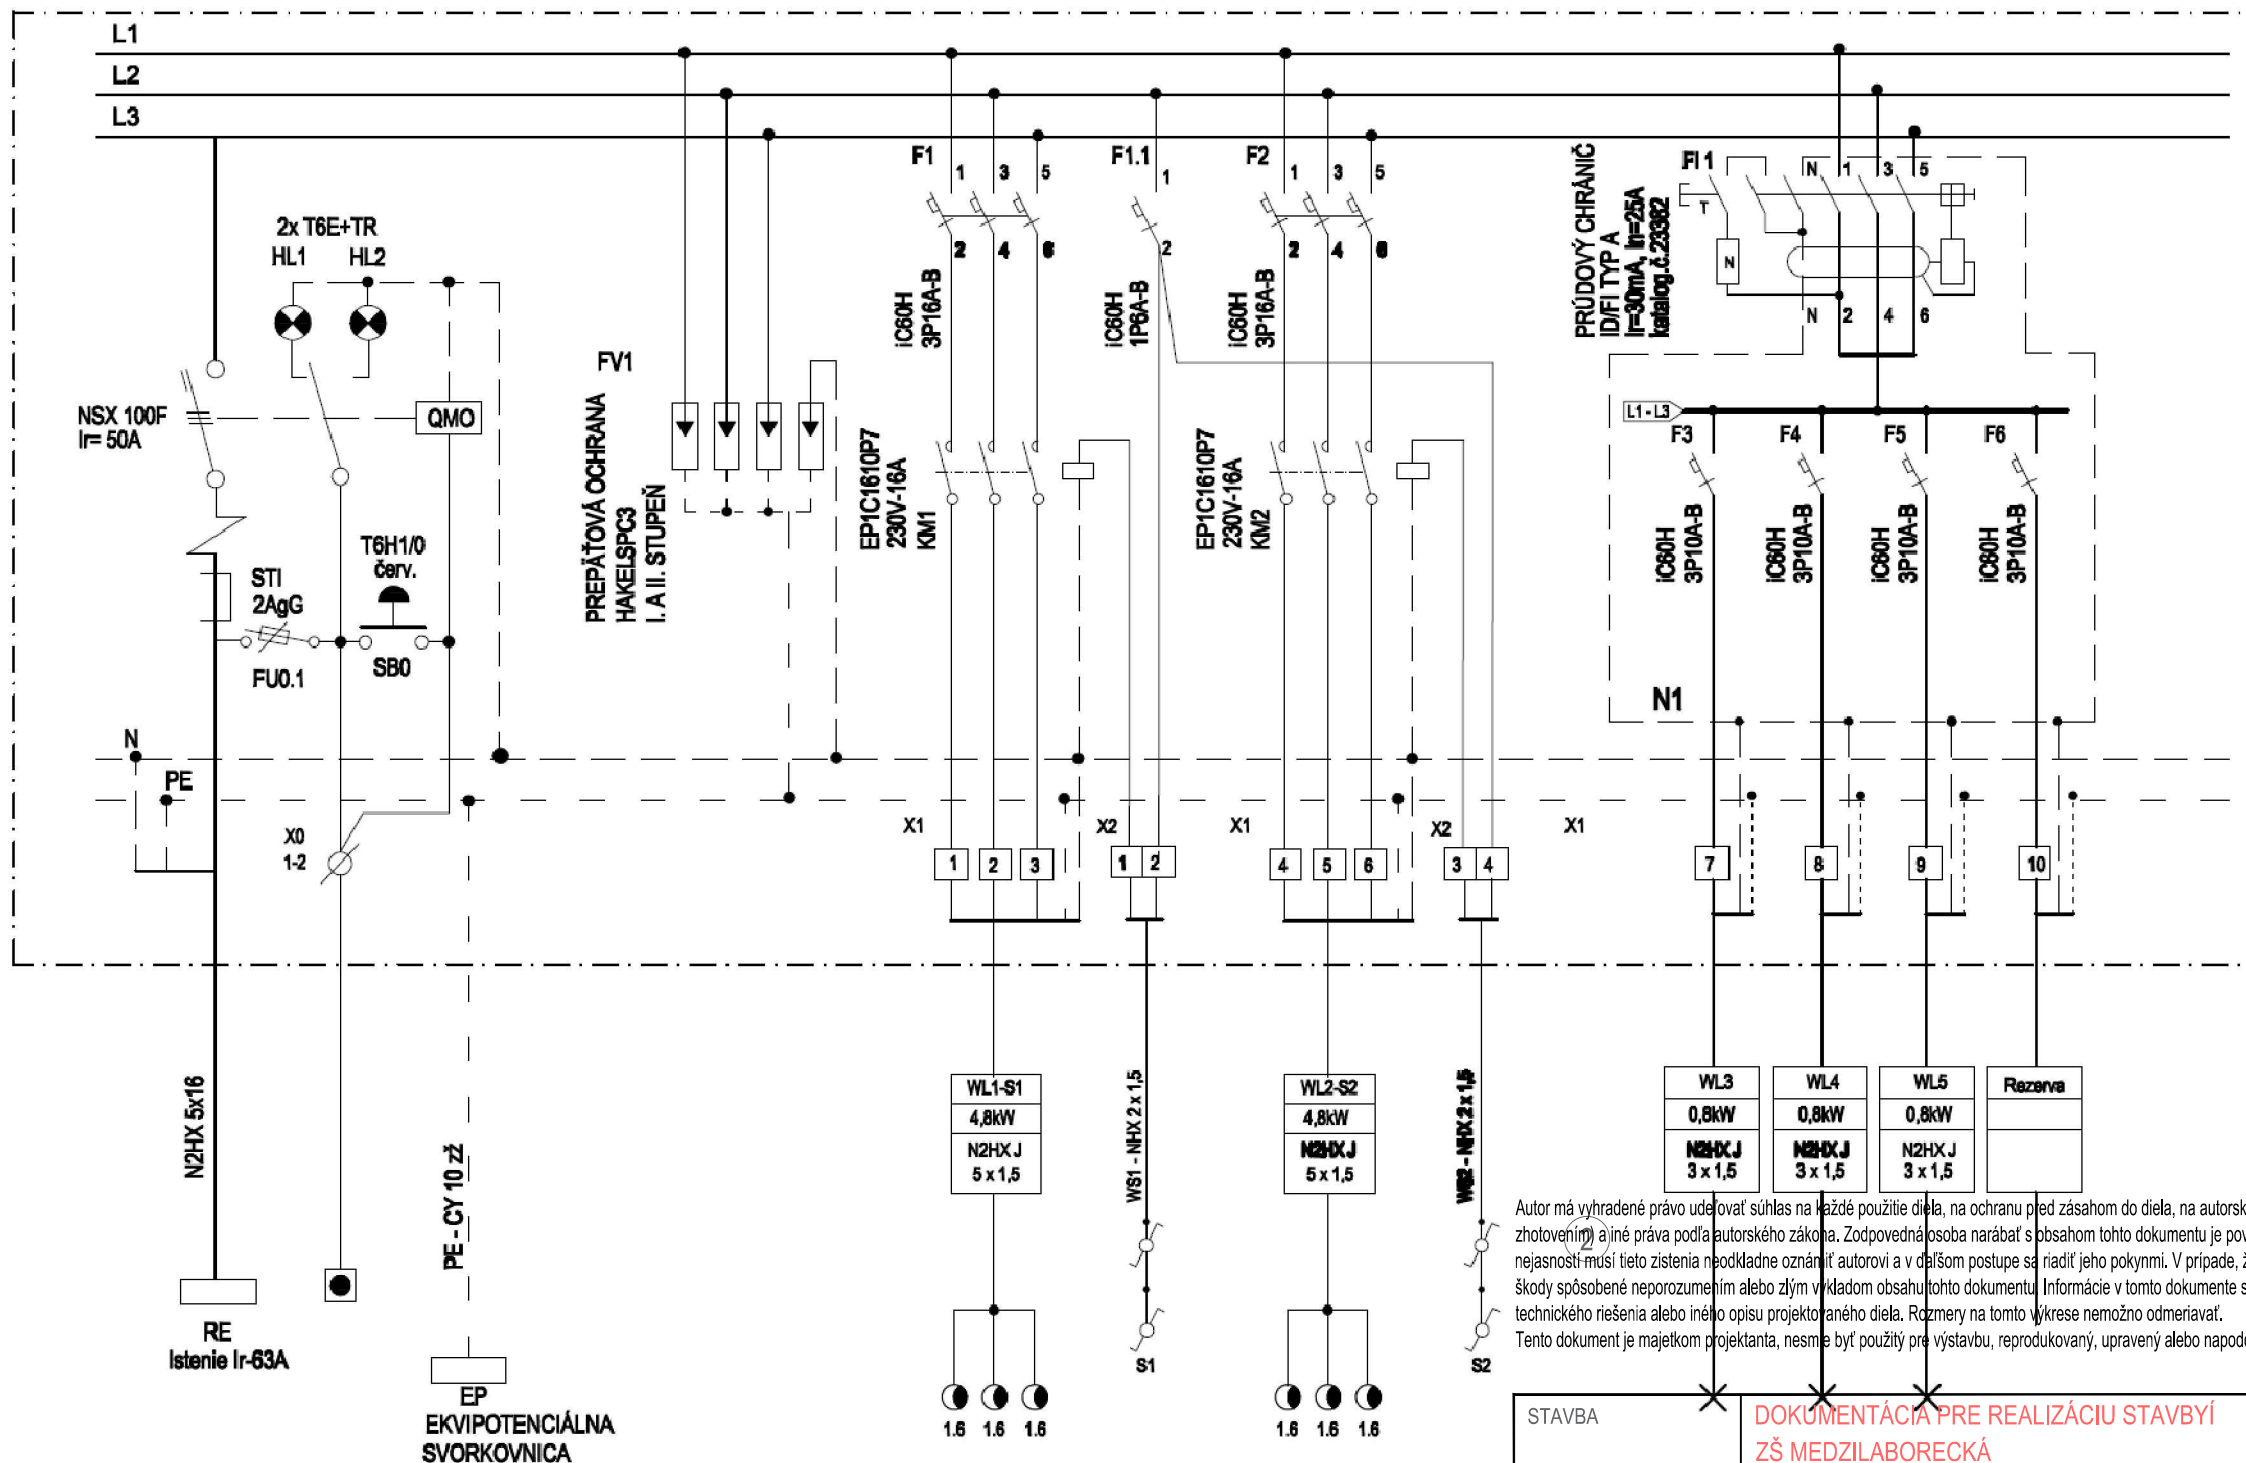 L1
L2
L3
F1
1
3
5
F1.1
1
F2
1
3
5
PRÚDOVÝ CHRÁNIČ
ID/FI TYP A
Ir=30mA, In=25A
katalog.č.23382
FI 1
T
N
1
3
5
N
N
2
4
6
2x T6E+TR
HL1
HL2
2
4
6
2
2
4
6
iC60H
3P16A-B
iC60H
1P6A-B
iC60H
3P16A-B
NSX 100F
Ir= 50A
QMO
FV1
PREPÄŤOVÁ OCHRANA
HAKELSPC3
I. A II. STUPEŇ
EP1C1610P7
230V-16A
KM1
EP1C1610P7
230V-16A
KM2
L1 - L3
F3
F4
F5
F6
iC60H
3P10A-B
iC60H
3P10A-B
iC60H
3P10A-B
iC60H
3P10A-B
STI
2AgG
FU0.1
T6H1/0
červ.
SB0
N1
N
PE
X0
1-2
X1
X2
X1
X2
X1
1
2
3
1
2
4
5
6
3
4
7
8
9
10
N2HX 5x16
PE - CY 10 zž
WL1-S1
4,8kW
N2HX J
5 x 1,5
WS1 - NHX 2 x 1,5
WL2-S2
4,8kW
N2HX J
5 x 1,5
WS2 - NHX 2 x 1,5
WL3
0,8kW
N2HX J
3 x 1,5
WL4
0,8kW
N2HX J
3 x 1,5
WL5
0,8kW
N2HX J
3 x 1,5
Rezerva
RE
Istenie Ir-63A
EP
EKVIPOTENCIÁLNA
SVORKOVNICA
S1
S2
1.6 1.6 1.6
1.6 1.6 1.6
2
Autor má vyhradené právo udeľovať súhlas na každé použitie diela, na ochranu pred zásahom do diela, na autorsk
zhotovením) a iné práva podľa autorského zákona. Zodpovedná osoba narábať s obsahom tohto dokumentu je pov
nejasností musí tieto zistenia neodkladne oznámiť autorovi a v ďaľšom postupe sa riadiť jeho pokynmi. V prípade, ž
škody spôsobené neporozumením alebo zlým výkladom obsahu tohto dokumentu. Informácie v tomto dokumente s
technického riešenia alebo iného opisu projektovaného diela. Rozmery na tomto výkrese nemožno odmeriavať.
Tento dokument je majetkom projektanta, nesmie byť použitý pre výstavbu, reprodukovaný, upravený alebo napodo
STAVBA
DOKUMENTÁCIA PRE REALIZÁCIU STAVBYÍ
ZŠ MEDZILABORECKÁ